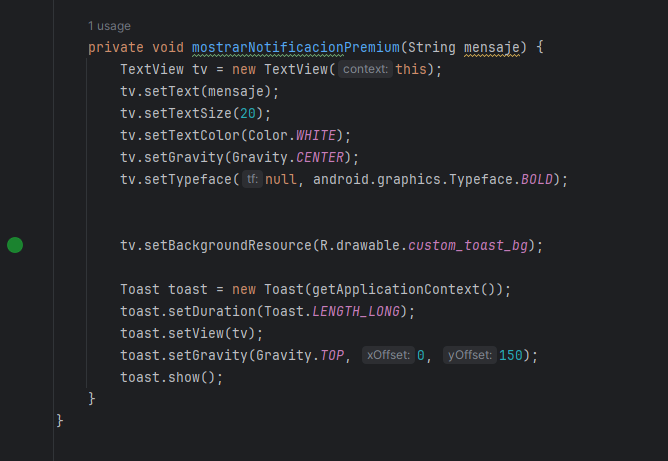 1 usage
private void mostrarNotificacionPremium(String mensaje) {
TextView tv = new TextView(context: this);
tv.setText(mensaje);
tv.setTextSize(20);
tv.setTextColor(Color.WHITE);
tv.setGravity(Gravity.CENTER);
tv.setTypeface(tf: null, android.graphics.Typeface.BOLD);
tv.setBackgroundResource(R.drawable.custom_toast_bg);
Toast toast = new Toast(getApplicationContext());
toast.setDuration(Toast.LENGTH_LONG);
toast.setView(tv);
toast.setGravity(Gravity.TOP, xOffset: 0, yOffset: 150);
toast.show();
}
}